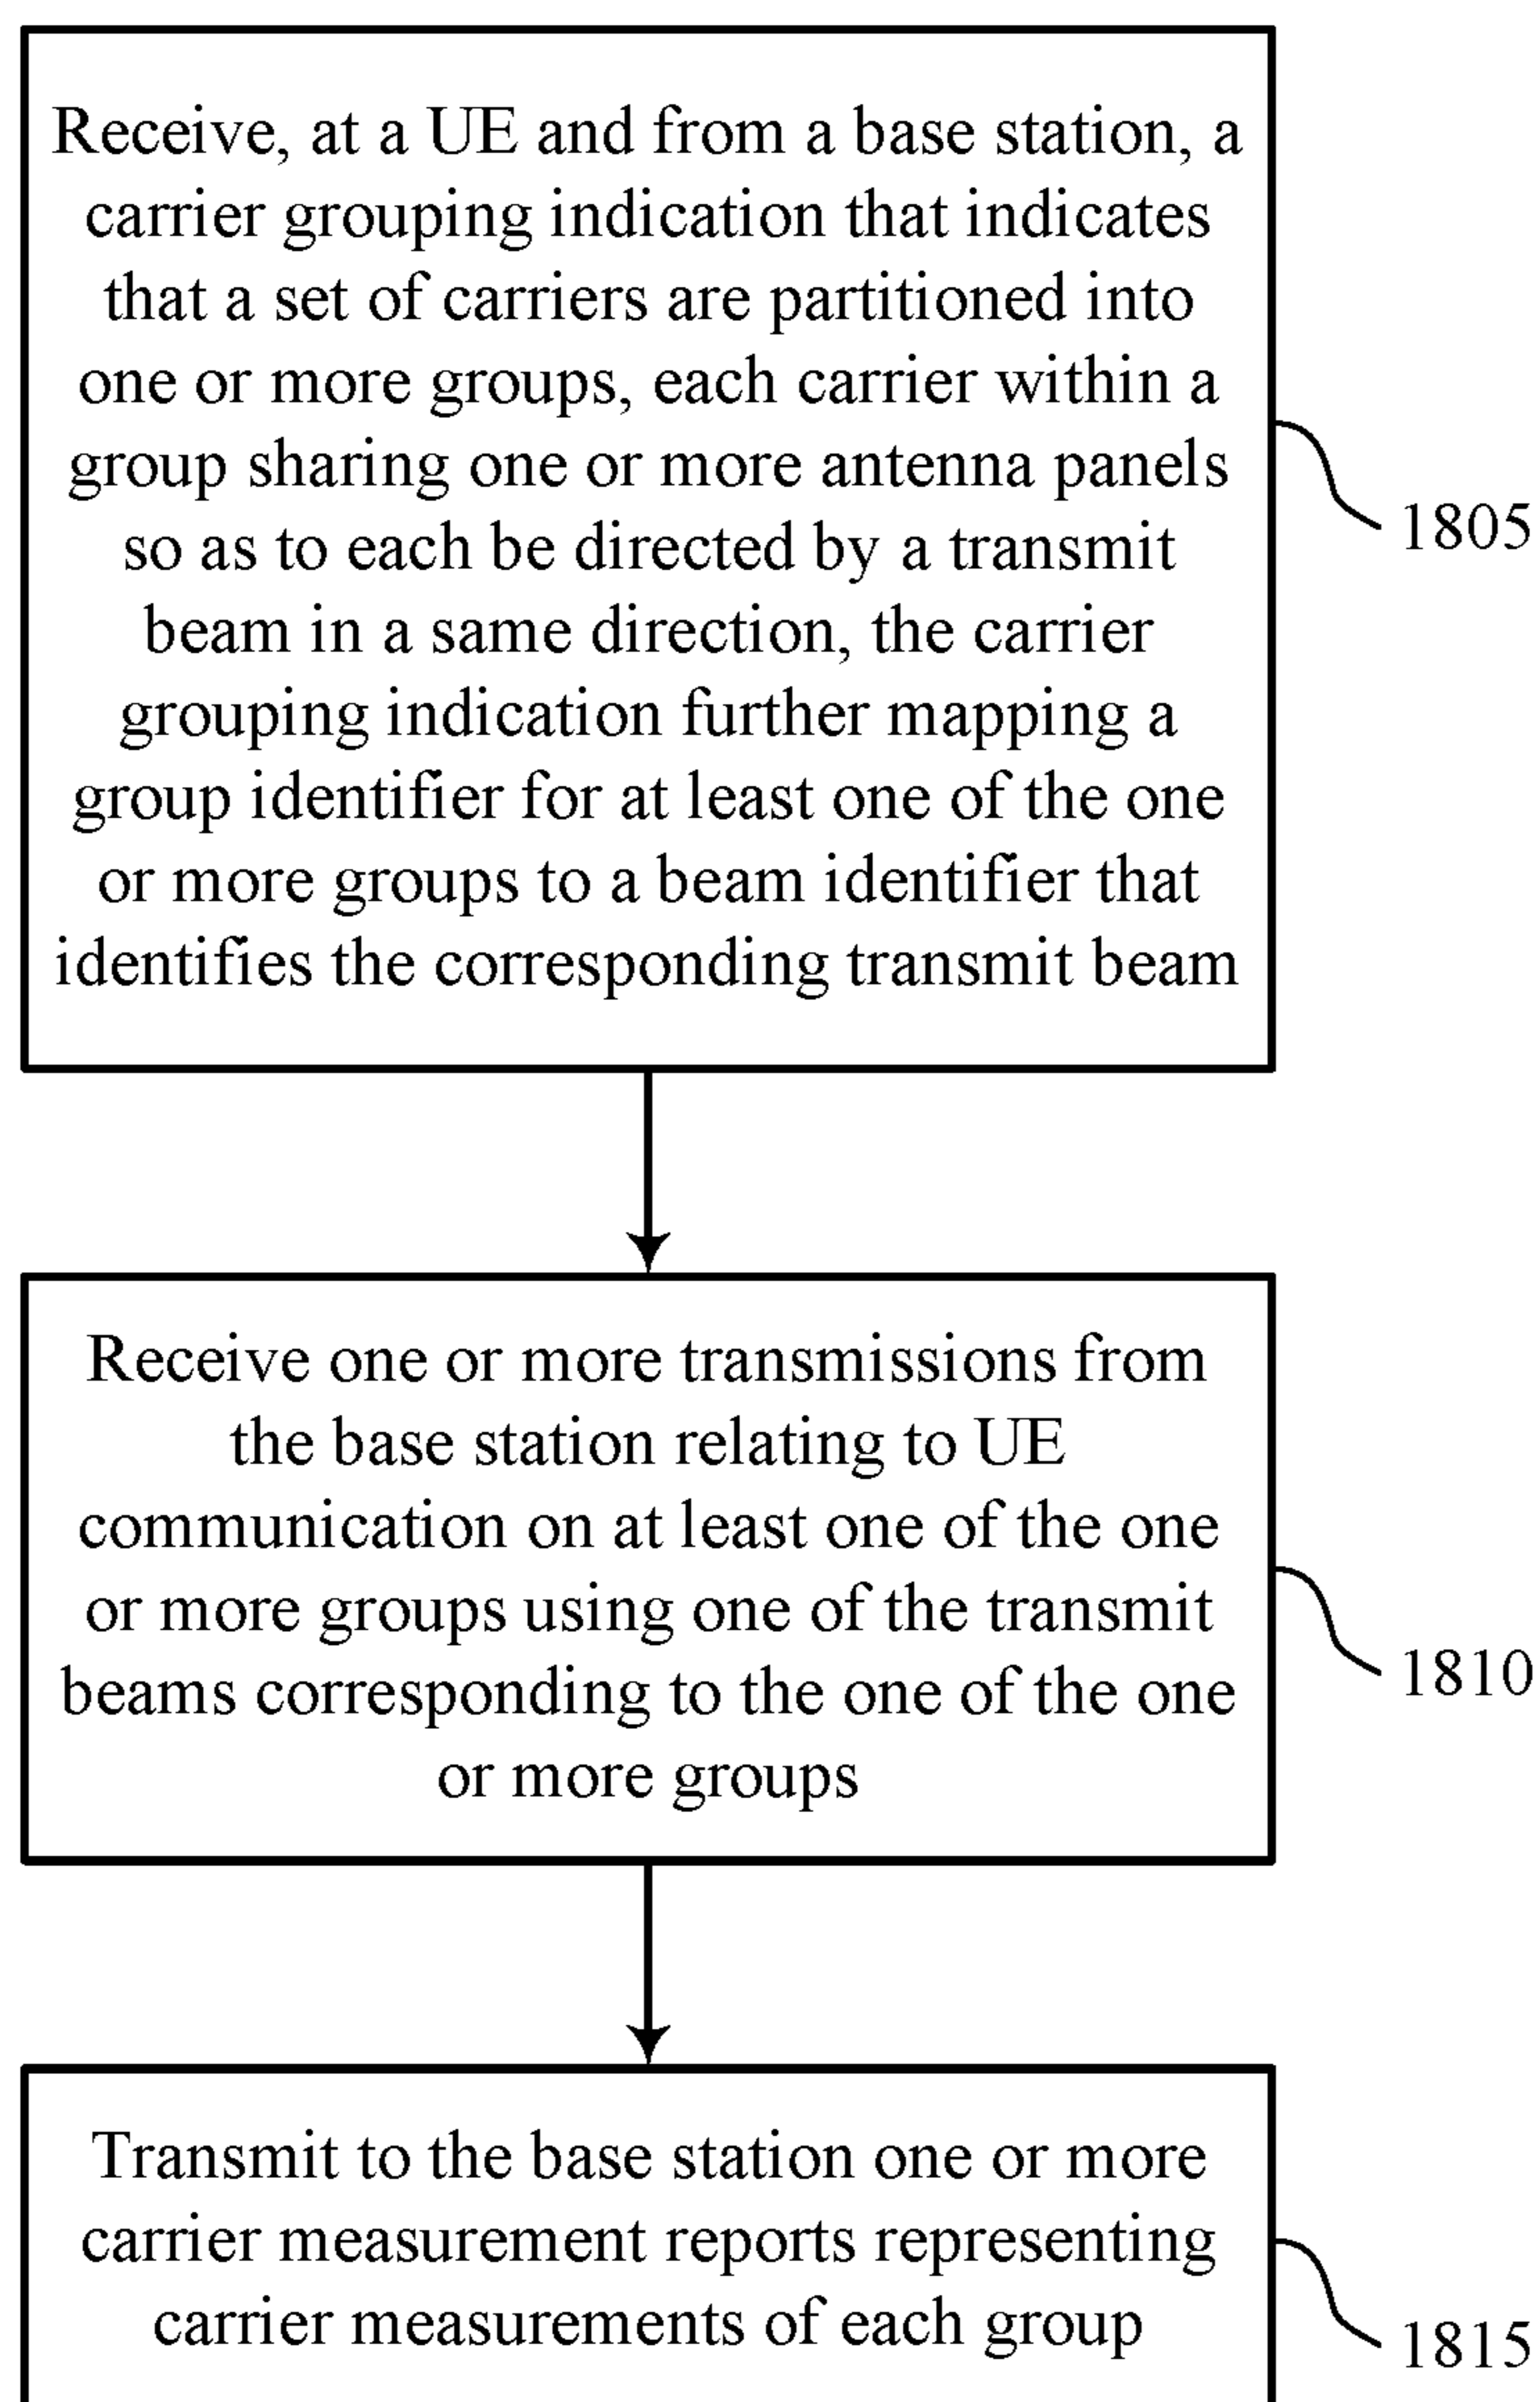 Receive, at a UE and from a base station, a
carrier grouping indication that indicates
that a set of carriers are partitioned into
one or more groups, each carrier within a
group sharing one or more antenna panels
so as to each be directed by a transmit
beam in a same direction, the carrier
grouping indication further mapping a
group identifier for at least one of the one
or more groups to a beam identifier that
identifies the corresponding transmit beam
1805
Receive one or more transmissions from
the base station relating to UE
communication on at least one of the one
or more groups using one of the transmit
beams corresponding to the one of the one
or more groups
1810
Transmit to the base station one or more
carrier measurement reports representing
carrier measurements of each group
1815